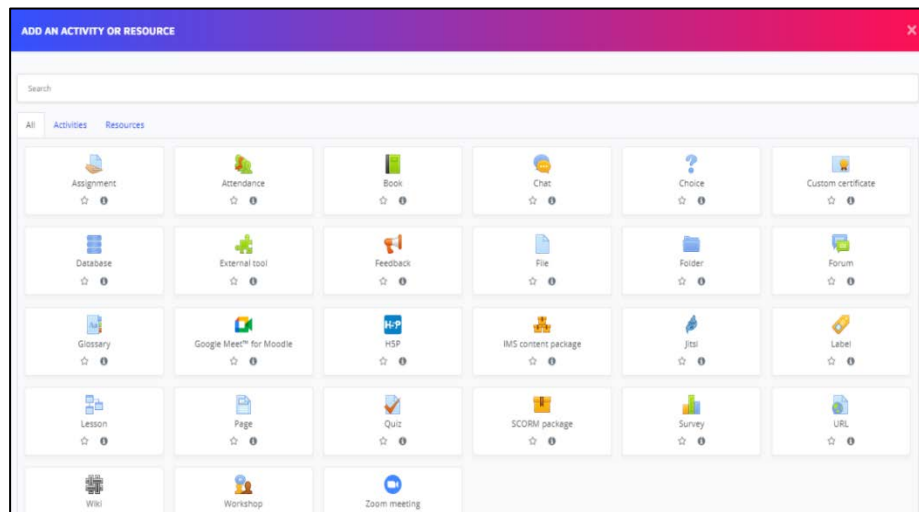 ADD AN ACTIVITY OR RESOURCE
Search
All Activities Resources
Assignment Attendance Book Chat Choice Custom certificate
Database External tool Feedback File Folder Forum
Glossary Google Meet™ for Moodle H5P IMS content package Jitsi Label
Lesson Page Quiz SCORM package Survey URL
Wiki Workshop Zoom meeting